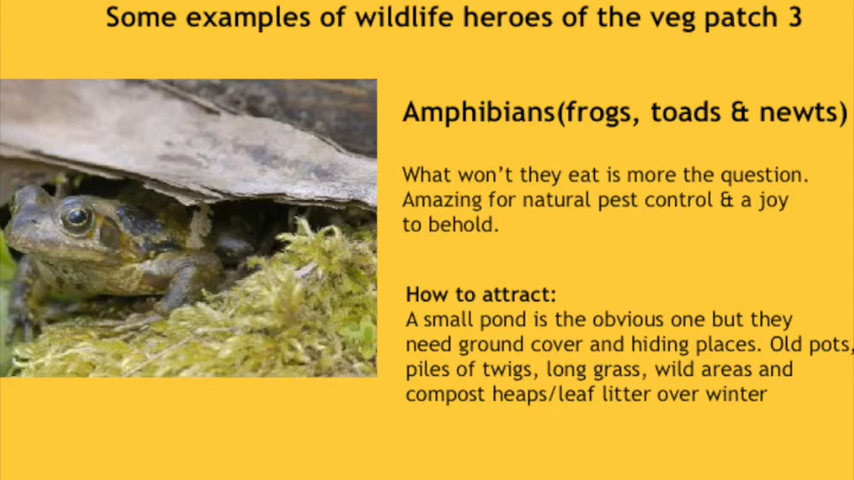 Some examples of wildlife heroes of the veg patch 3
Amphibians(frogs, toads & newts)
What won't they eat is more the question.
Amazing for natural pest control & a joy
to behold.
How to attract:
A small pond is the obvious one but they
need ground cover and hiding places. Old pots,
piles of twigs, long grass, wild areas and
compost heaps/leaf litter over winter